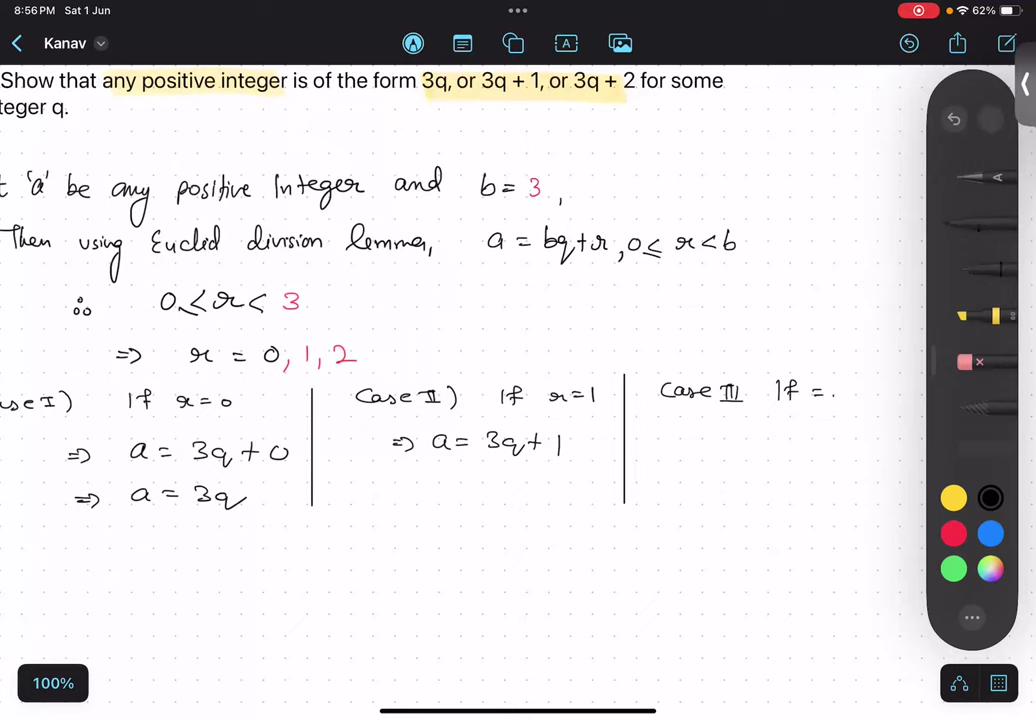 8:56 PM Sat 1 Jun
62%
Kanav
Show that any positive integer is of the form 3q, or 3q + 1, or 3q + 2 for some
teger q.
t 'a' be any positive Integer and b = 3,
Then using Euclid division lemma, a = bq + r, 0 ≤ r < b
∴ 0 ≤ r < 3
⇒ r = 0, 1, 2
ase I) If r = 0
⇒ a = 3q + 0
⇒ a = 3q
Case II) If r = 1
⇒ a = 3q + 1
Case III If = .
100%